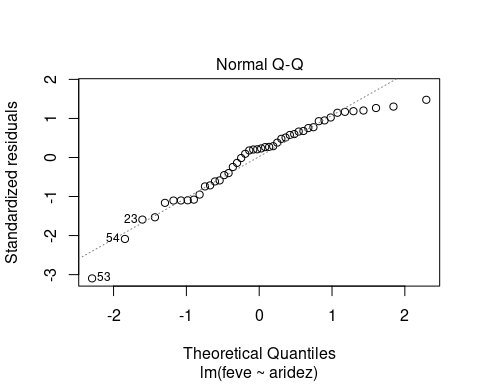 Normal Q-Q
Standardized residuals
2
1
0
-1
-2
-3
23
54
53
-2 -1 0 1 2
Theoretical Quantiles
lm(feve ~ aridez)